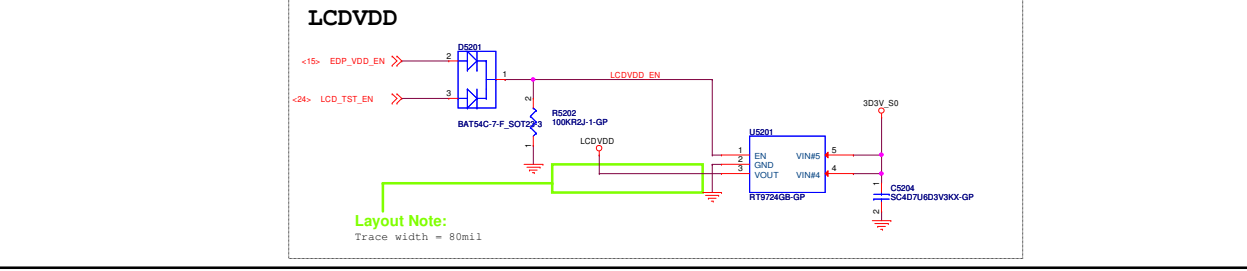 LCDVDD
D5201
<15> EDP_VDD_EN
2
1
LCDVDD_EN
<24> LCD_TST_EN
3
BAT54C-7-F_SOT23-3
2
R5202
100KR2J-1-GP
1
LCDVDD
3D3V_S0
U5201
1 EN VIN#5 5
2 GND
3 VOUT VIN#4 4
RT9724GB-GP
1
C5204
SC4D7U6D3V3KX-GP
2
Layout Note:
Trace width = 80mil